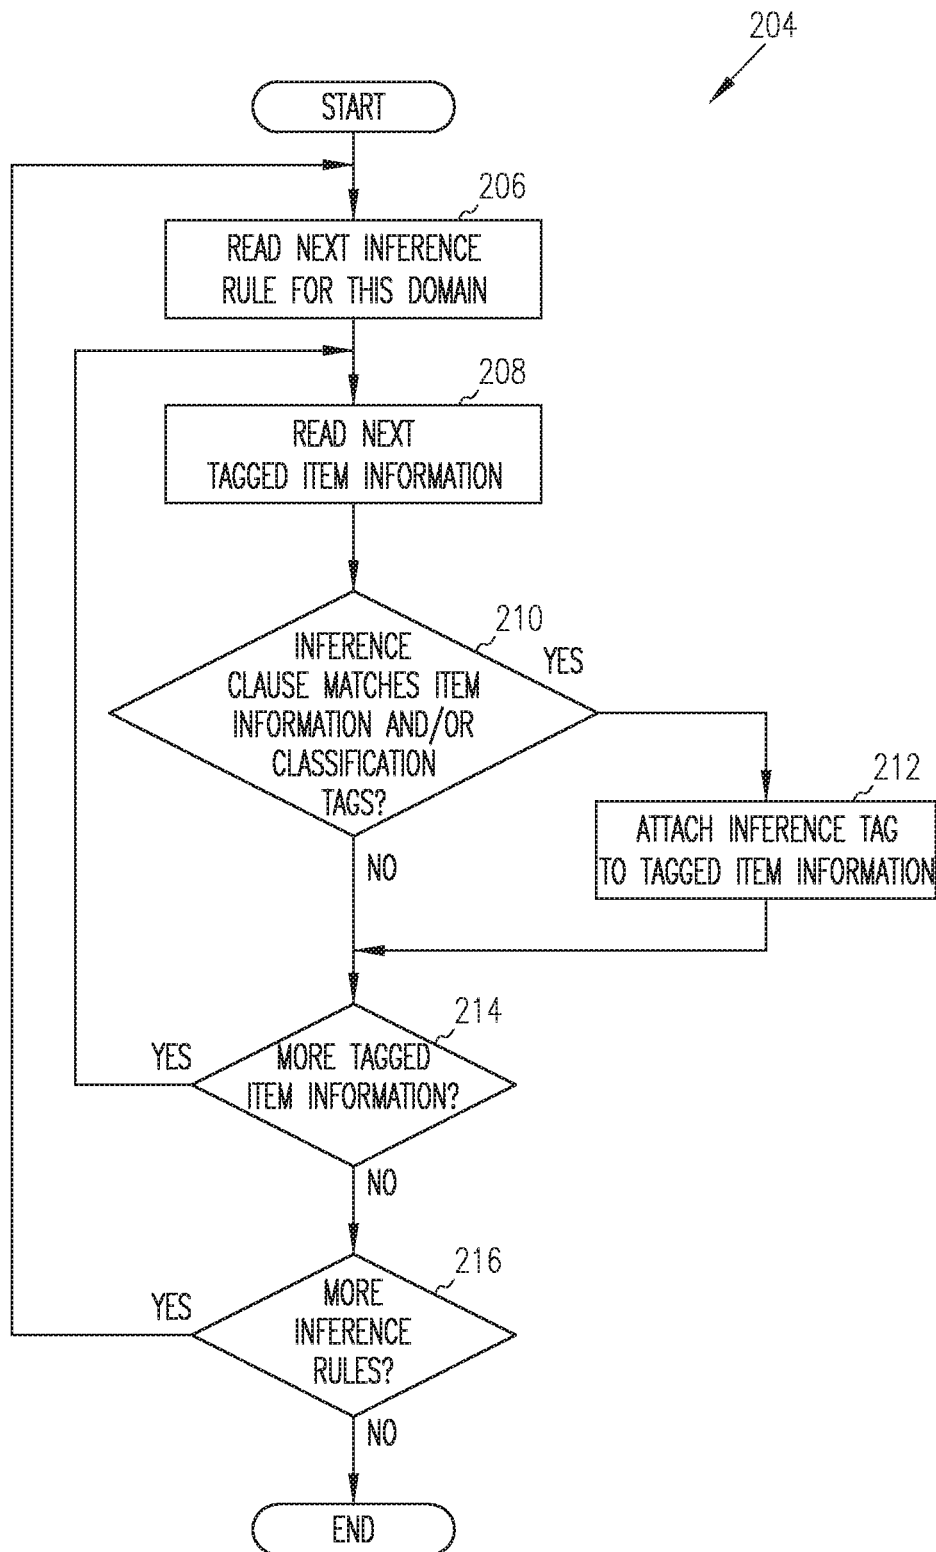 204
START
206
READ NEXT INFERENCE
RULE FOR THIS DOMAIN
208
READ NEXT
TAGGED ITEM INFORMATION
210
INFERENCE
CLAUSE MATCHES ITEM
INFORMATION AND/OR
CLASSIFICATION
TAGS?
YES
212
ATTACH INFERENCE TAG
TO TAGGED ITEM INFORMATION
NO
214
YES
MORE TAGGED
ITEM INFORMATION?
NO
216
YES
MORE
INFERENCE
RULES?
NO
END